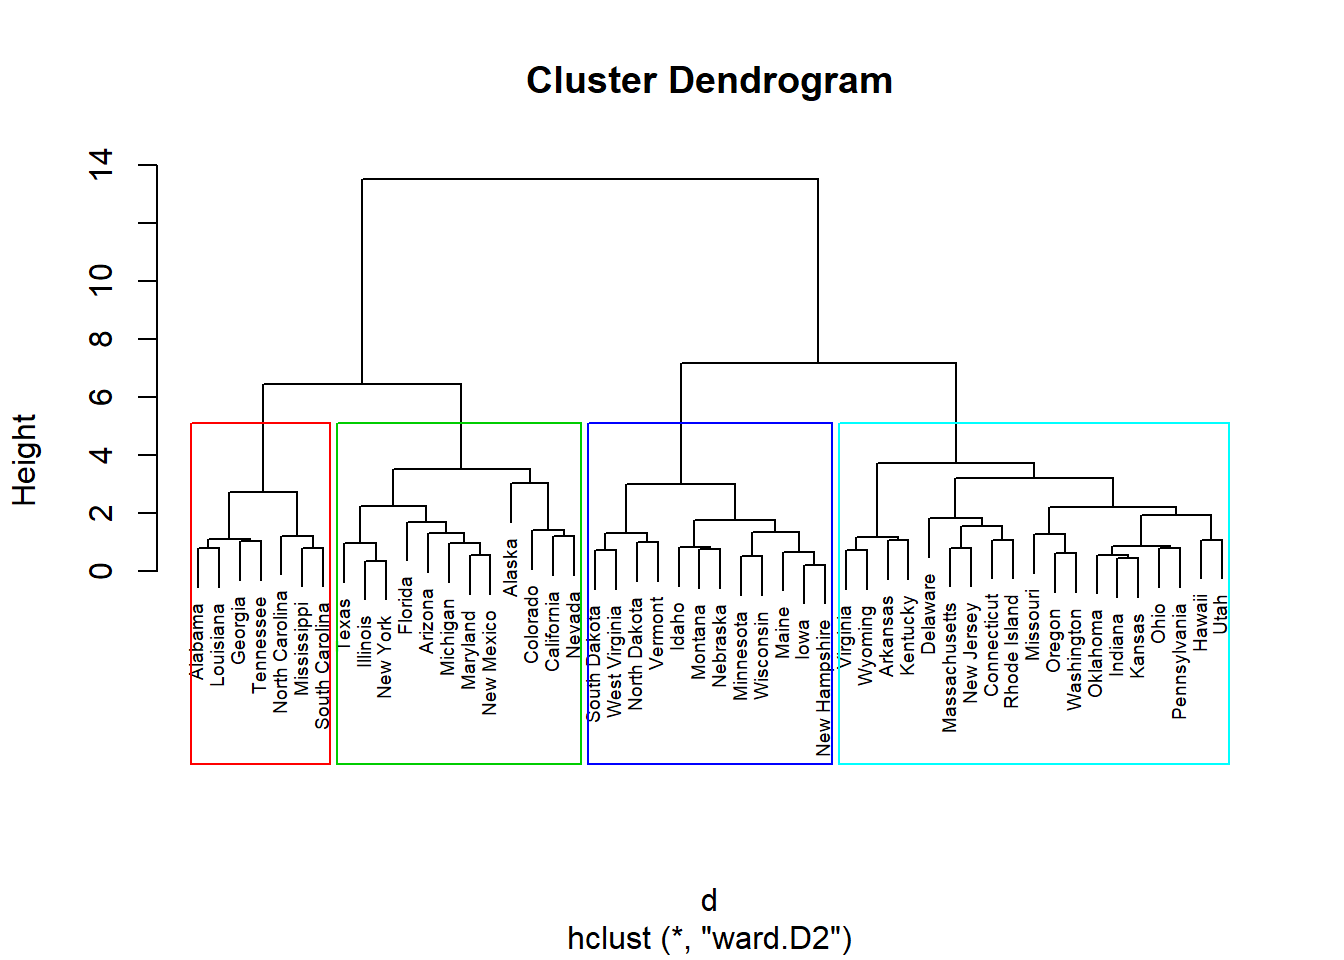 Cluster Dendrogram
Height
14
10
8
6
4
2
0
Alabama
Louisiana
Georgia
Tennessee
North Carolina
Mississippi
South Carolina
Texas
Illinois
New York
Florida
Arizona
Michigan
Maryland
New Mexico
Alaska
Colorado
California
Nevada
South Dakota
West Virginia
North Dakota
Vermont
Idaho
Montana
Nebraska
Minnesota
Wisconsin
Maine
Iowa
New Hampshire
Virginia
Wyoming
Arkansas
Kentucky
Delaware
Massachusetts
New Jersey
Connecticut
Rhode Island
Missouri
Oregon
Washington
Oklahoma
Indiana
Kansas
Ohio
Pennsylvania
Hawaii
Utah
d
hclust (*, "ward.D2")